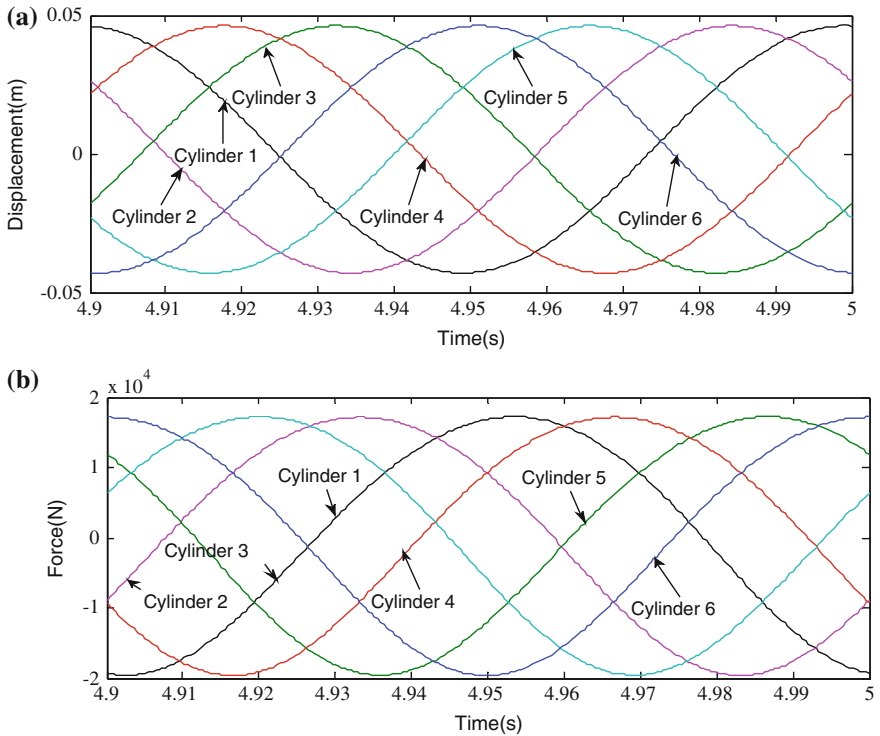 (a)
0.05
0
-0.05
Displacement(m)
Cylinder 3
Cylinder 5
Cylinder 1
Cylinder 2
Cylinder 4
Cylinder 6
4.9 4.91 4.92 4.93 4.94 4.95 4.96 4.97 4.98 4.99 5
Time(s)
(b)
x 10^4
2
1
0
-1
-2
Force(N)
Cylinder 1
Cylinder 5
Cylinder 3
Cylinder 2
Cylinder 4
Cylinder 6
4.9 4.91 4.92 4.93 4.94 4.95 4.96 4.97 4.98 4.99 5
Time(s)